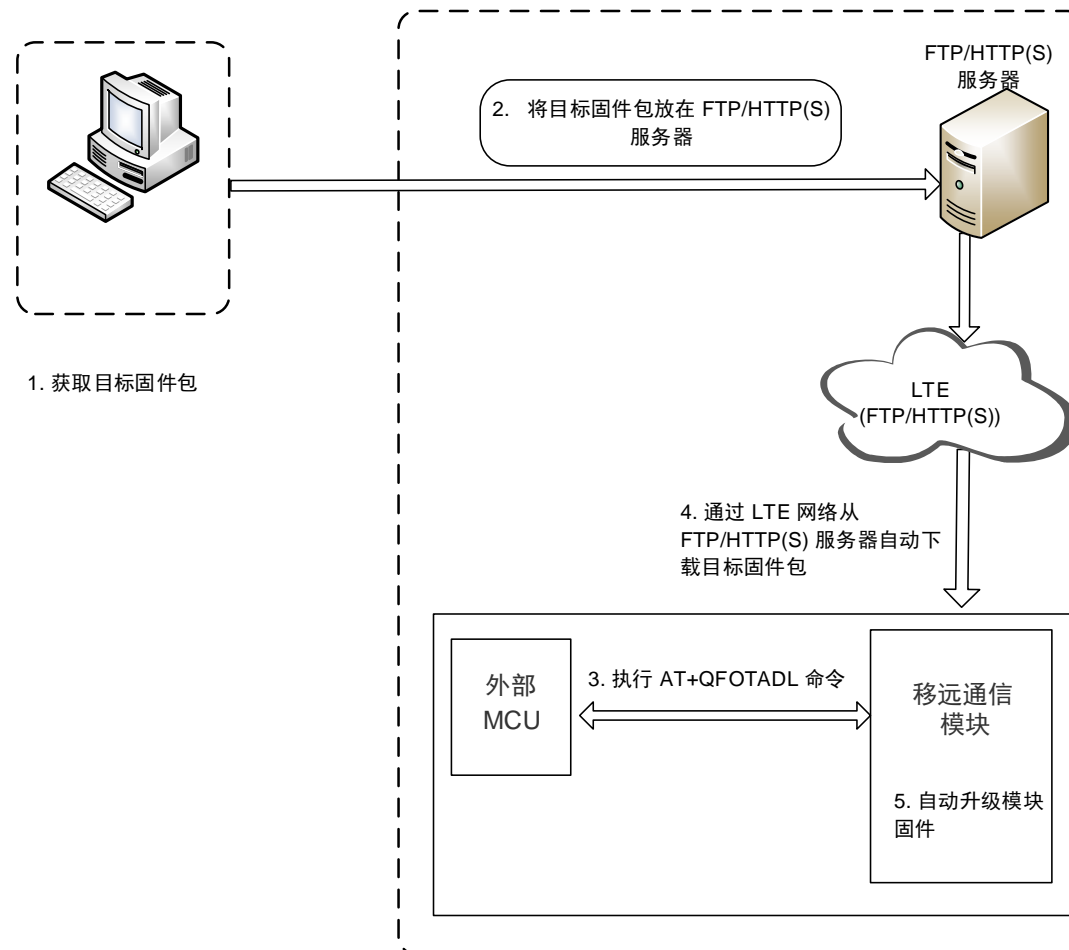 FTP/HTTP(S)
服务器
2. 将目标固件包放在 FTP/HTTP(S)
服务器
1. 获取目标固件包
LTE
(FTP/HTTP(S))
4. 通过 LTE 网络从
FTP/HTTP(S) 服务器自动下
载目标固件包
外部
MCU
3. 执行 AT+QFOTADL 命令
移远通信
模块
5. 自动升级模块
固件